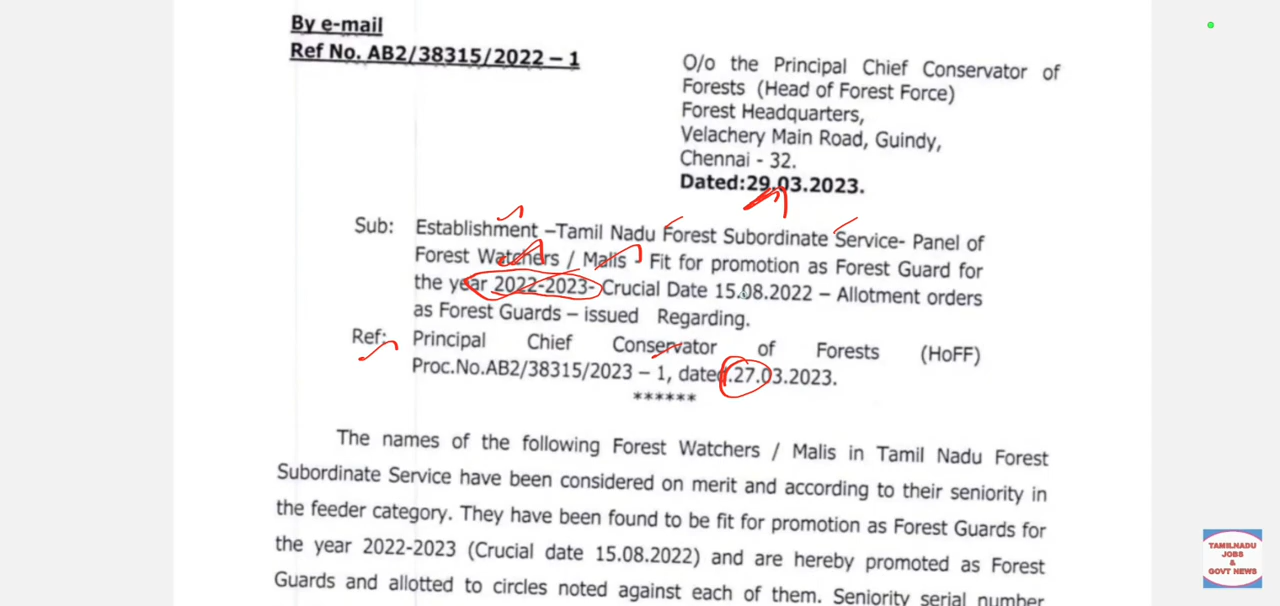 By e-mail
Ref No. AB2/38315/2022 – 1
O/o the Principal Chief Conservator of
Forests (Head of Forest Force)
Forest Headquarters,
Velachery Main Road, Guindy,
Chennai - 32.
Dated:29.03.2023.
Sub: Establishment –Tamil Nadu Forest Subordinate Service- Panel of
Forest Watchers / Malis - Fit for promotion as Forest Guard for
the year 2022-2023- Crucial Date 15.08.2022 – Allotment orders
as Forest Guards – issued Regarding.
Ref: Principal Chief Conservator of Forests (HoFF)
Proc.No.AB2/38315/2023 – 1, dated.27.03.2023.
******
The names of the following Forest Watchers / Malis in Tamil Nadu Forest
Subordinate Service have been considered on merit and according to their seniority in
the feeder category. They have been found to be fit for promotion as Forest Guards for
the year 2022-2023 (Crucial date 15.08.2022) and are hereby promoted as Forest
Guards and allotted to circles noted against each of them. Seniority serial number
TAMILNADU
JOBS
&
GOVT NEWS